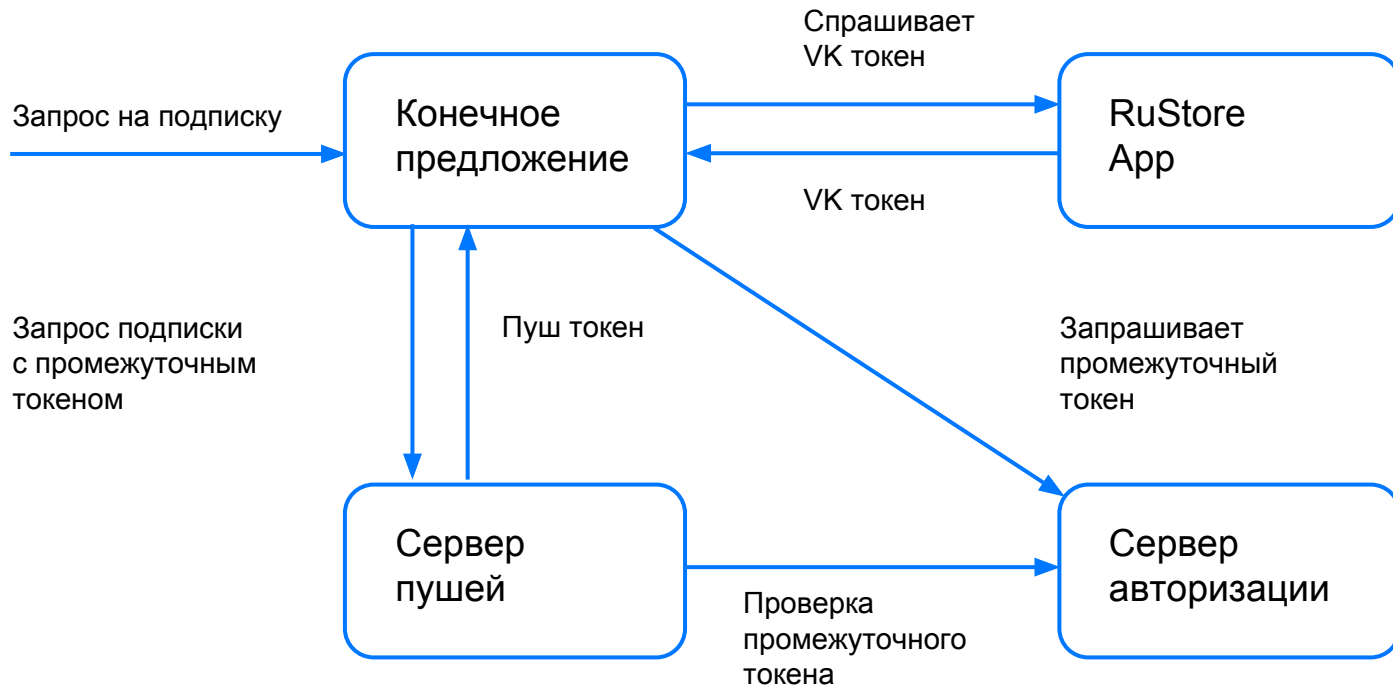 Спрашивает
VK токен
Запрос на подписку
Конечное
предложение
RuStore
App
VK токен
Запрос подписки
с промежуточным
токеном
Пуш токен
Запрашивает
промежуточный
токен
Сервер
пушей
Сервер
авторизации
Проверка
промежуточного
токена